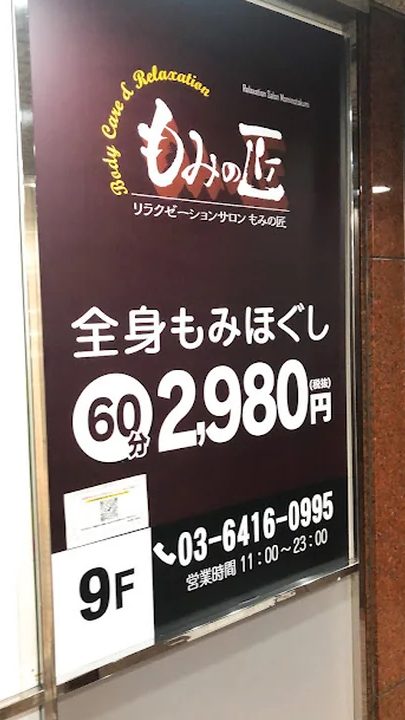 Body Care & Relaxation
Relaxation Salon Mominotakumi
もみの匠
リラクゼーションサロン もみの匠
全身もみほぐし
60分 2,980円 (税抜)
03-6416-0995
営業時間 11:00～23:00
9F